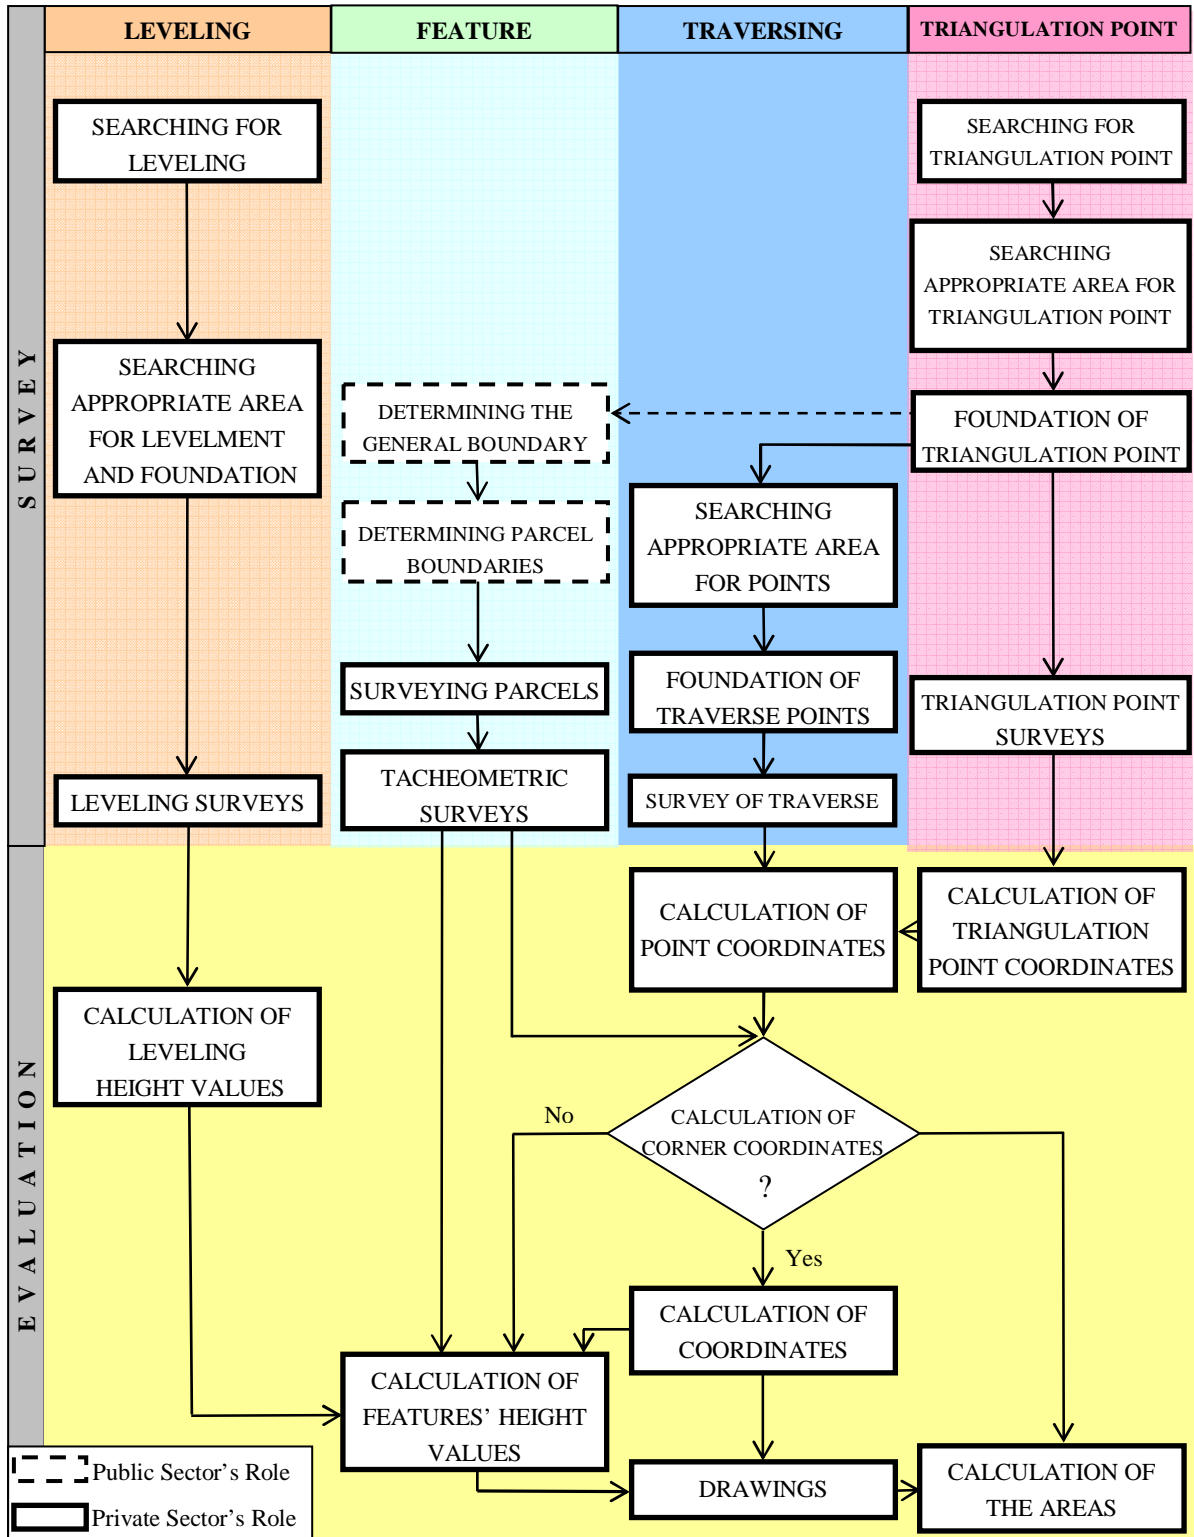 LEVELING
FEATURE
TRAVERSING
TRIANGULATION POINT
SURVEY
SEARCHING FOR
LEVELING
SEARCHING
APPROPRIATE AREA
FOR LEVELMENT
AND FOUNDATION
LEVELING SURVEYS
DETERMINING THE
GENERAL BOUNDARY
DETERMINING PARCEL
BOUNDARIES
SURVEYING PARCELS
TACHEOMETRIC
SURVEYS
SEARCHING
APPROPRIATE AREA
FOR POINTS
FOUNDATION OF
TRAVERSE POINTS
SURVEY OF TRAVERSE
SEARCHING FOR
TRIANGULATION POINT
SEARCHING
APPROPRIATE AREA FOR
TRIANGULATION POINT
FOUNDATION OF
TRIANGULATION POINT
TRIANGULATION POINT
SURVEYS
EVALUATION
CALCULATION OF
LEVELING
HEIGHT VALUES
CALCULATION OF
POINT COORDINATES
CALCULATION OF
TRIANGULATION
POINT COORDINATES
No
CALCULATION OF
CORNER COORDINATES
?
Yes
CALCULATION OF
COORDINATES
CALCULATION OF
FEATURES’ HEIGHT
VALUES
DRAWINGS
CALCULATION OF
THE AREAS
Public Sector’s Role
Private Sector’s Role